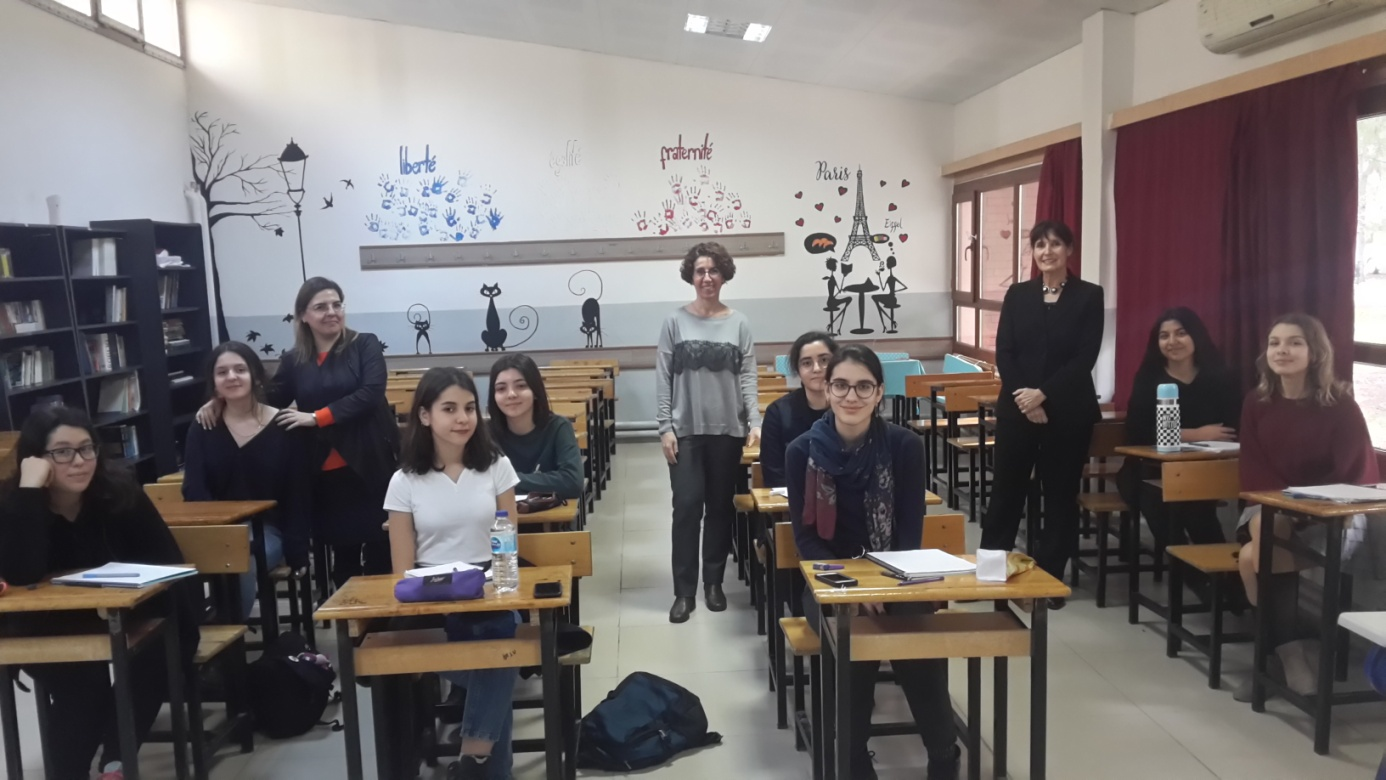 liberté
égalité
fraternité
Paris
Eiffel